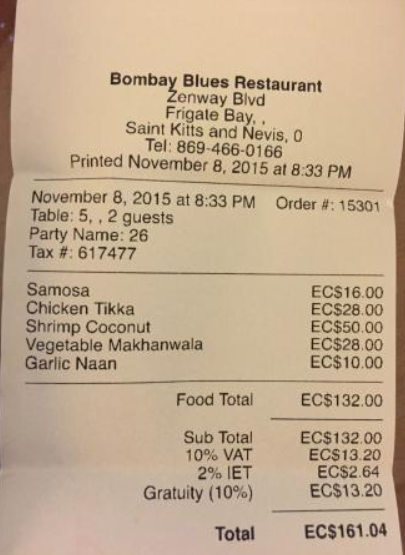 Bombay Blues Restaurant
Zenway Blvd
Frigate Bay, ,
Saint Kitts and Nevis, 0
Tel: 869-466-0166
Printed November 8, 2015 at 8:33 PM
November 8, 2015 at 8:33 PM Order #: 15301
Table: 5, , 2 guests
Party Name: 26
Tax #: 617477
Samosa EC$16.00
Chicken Tikka EC$28.00
Shrimp Coconut EC$50.00
Vegetable Makhanwala EC$28.00
Garlic Naan EC$10.00
Food Total EC$132.00
Sub Total EC$132.00
10% VAT EC$13.20
2% IET EC$2.64
Gratuity (10%) EC$13.20
Total EC$161.04